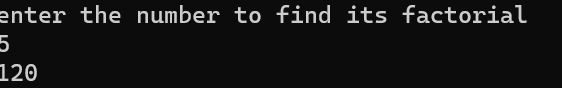 enter the number to find its factorial
5
120